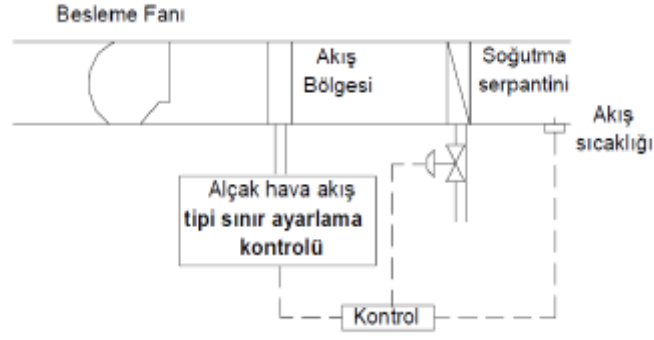 Besleme Fanı
Akış
Bölgesi
Soğutma
serpantini
Akış
sıcaklığı
Alçak hava akış
tipi sınır ayarlama
kontrolü
Kontrol